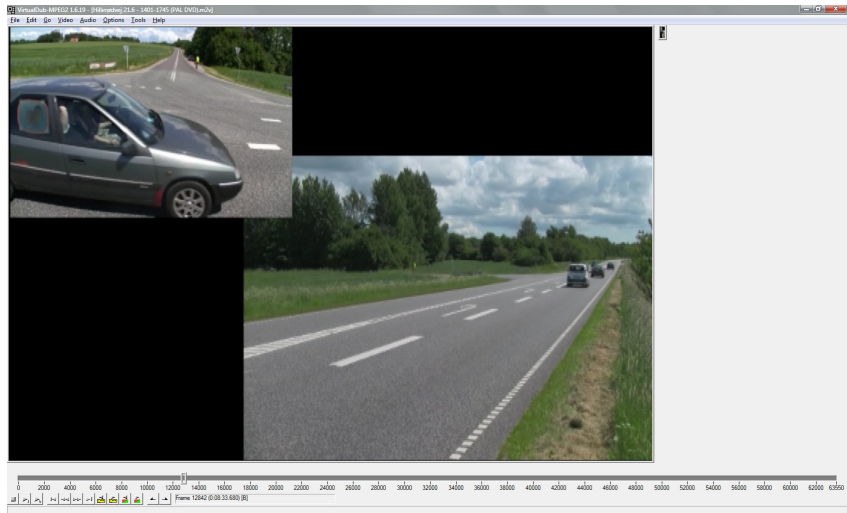 VirtualDub-MPEG2 1.6.19 - [Hillerødvej 21.6 - 1401-1745 (PAL DVD).m2v]
File Edit Go Video Audio Options Tools Help
0 2000 4000 6000 8000 10000 12000 14000 16000 18000 20000 22000 24000 26000 28000 30000 32000 34000 36000 38000 40000 42000 44000 46000 48000 50000 52000 54000 56000 58000 60000 62000 63550
Frame 12842 (0:08:33.680) [B]